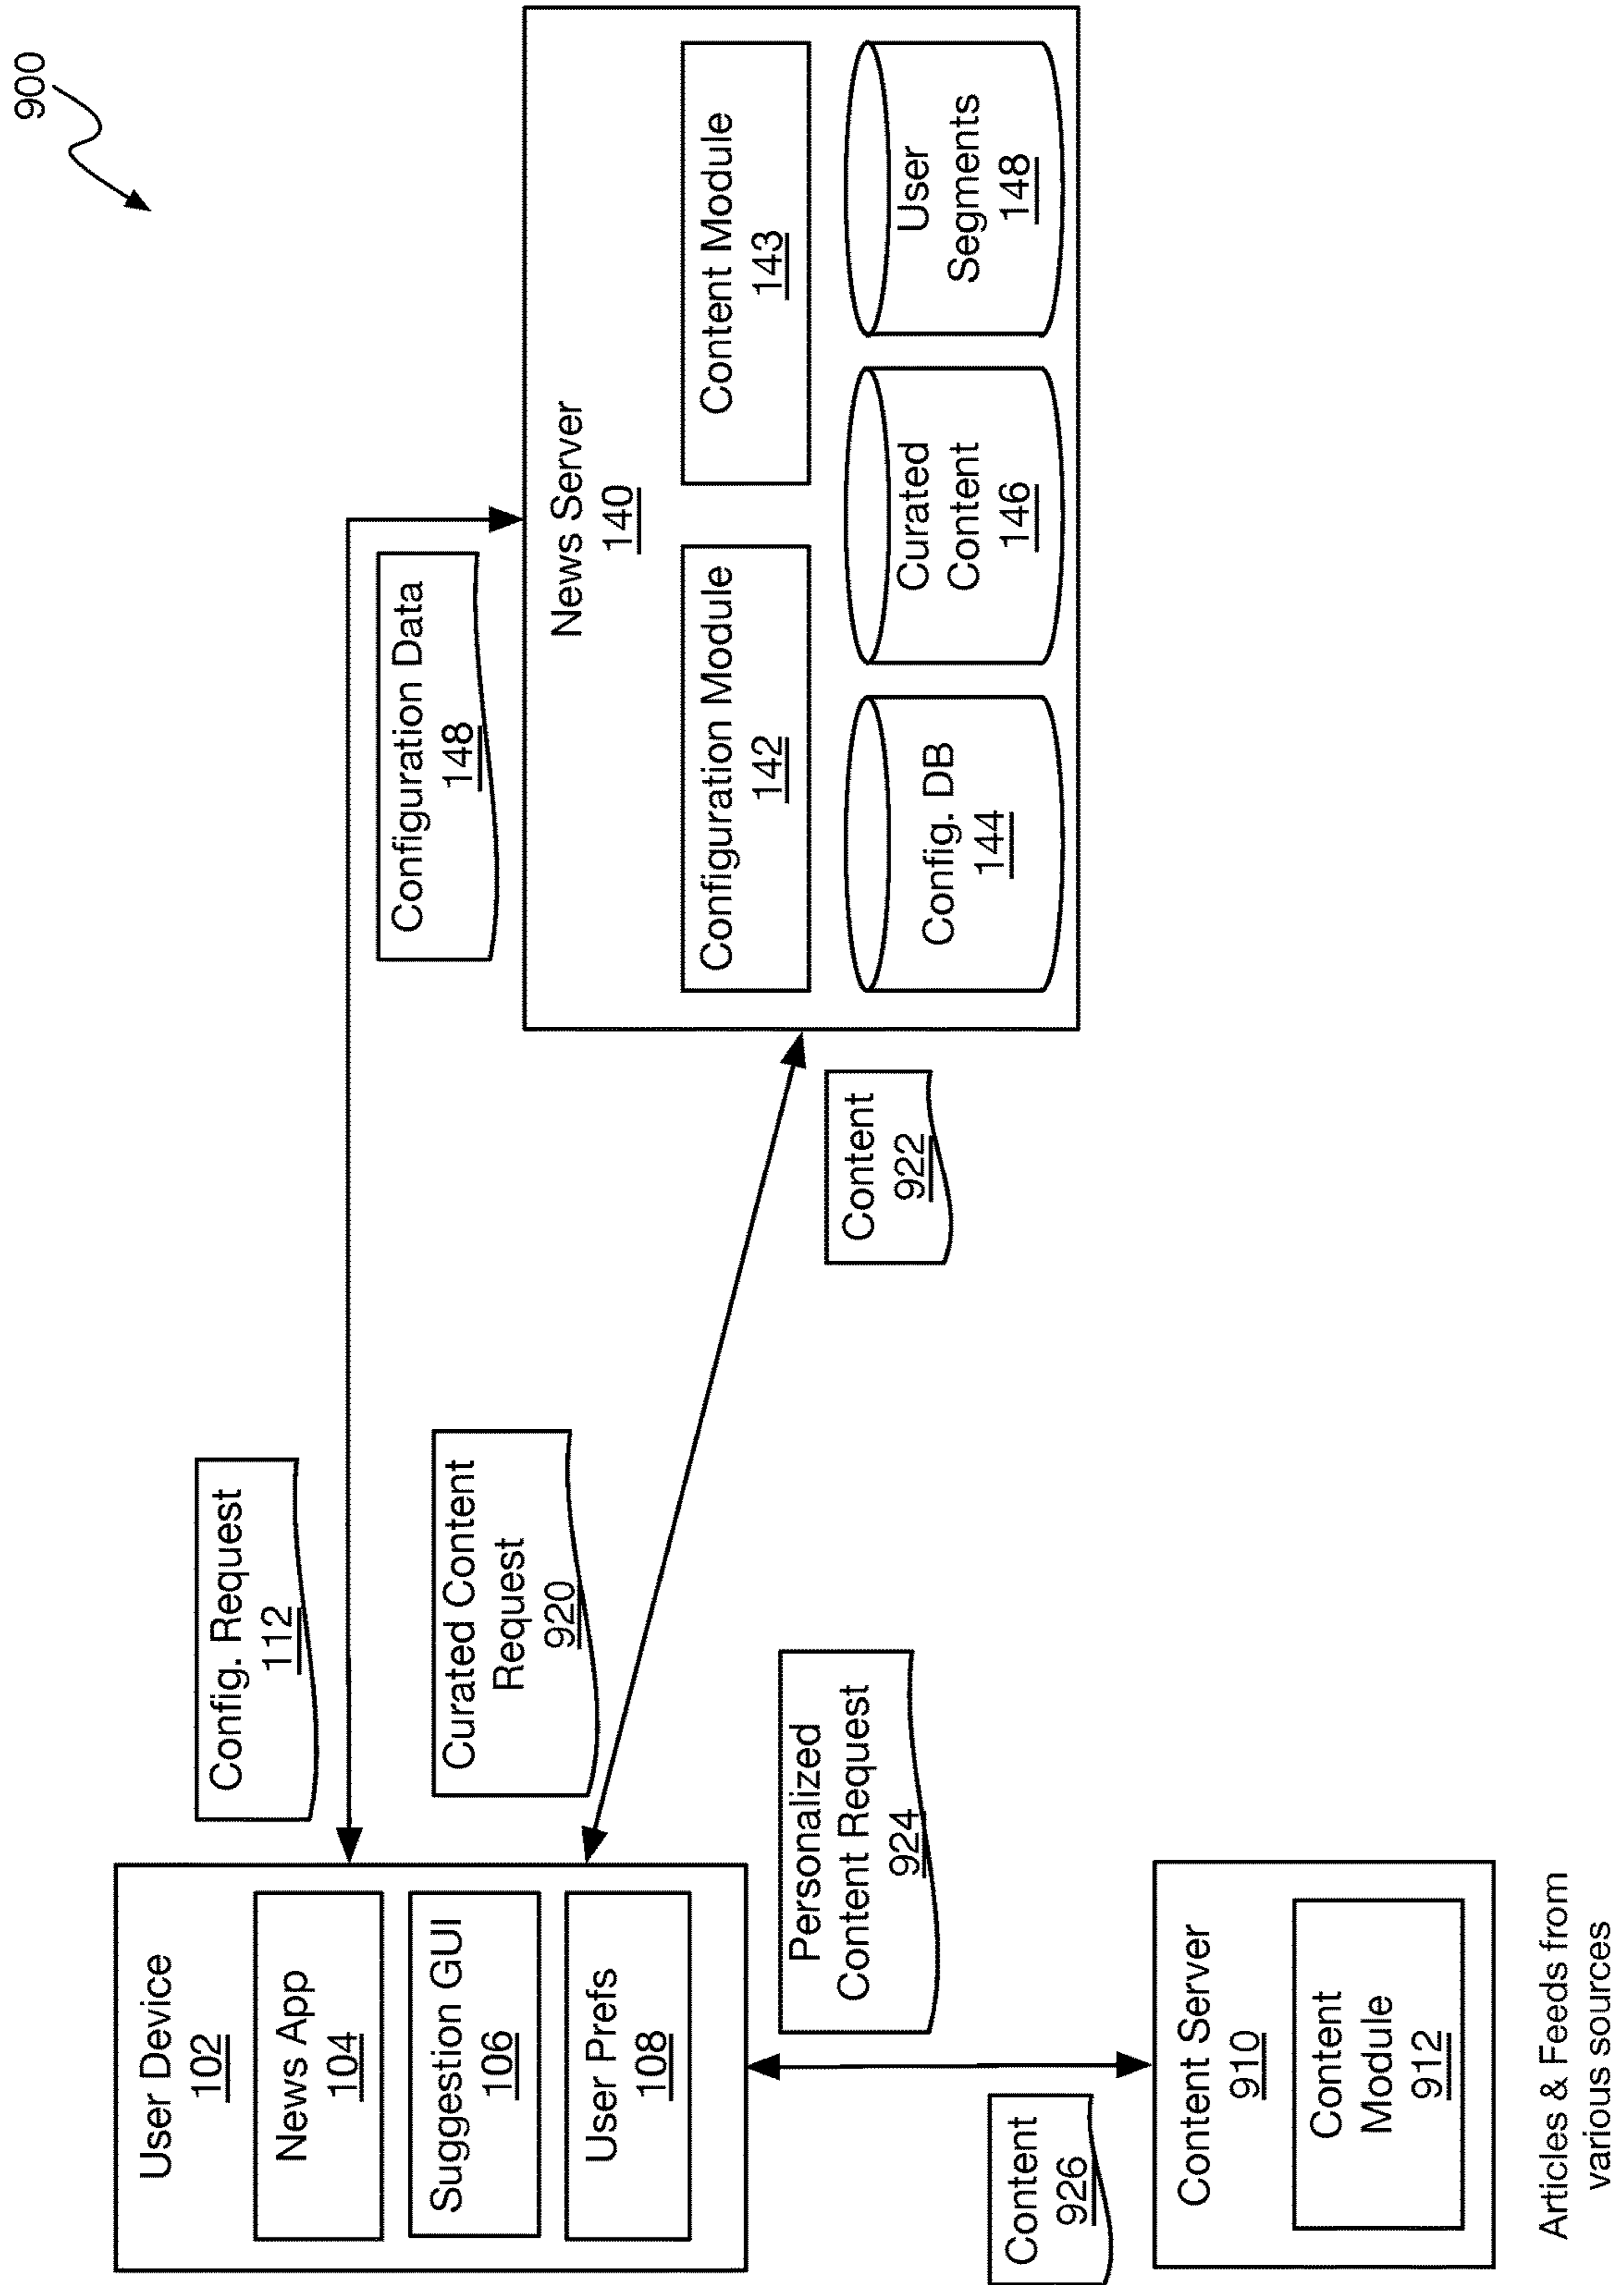 900
User Device
102
News App
104
Suggestion GUI
106
User Prefs
108
Config. Request
112
Configuration Data
148
Curated Content
Request
920
Content
922
News Server
140
Configuration Module
142
Content Module
143
Config. DB
144
Curated
Content
146
User
Segments
148
Personalized
Content Request
924
Content
926
Content Server
910
Content
Module
912
Articles & Feeds from
various sources